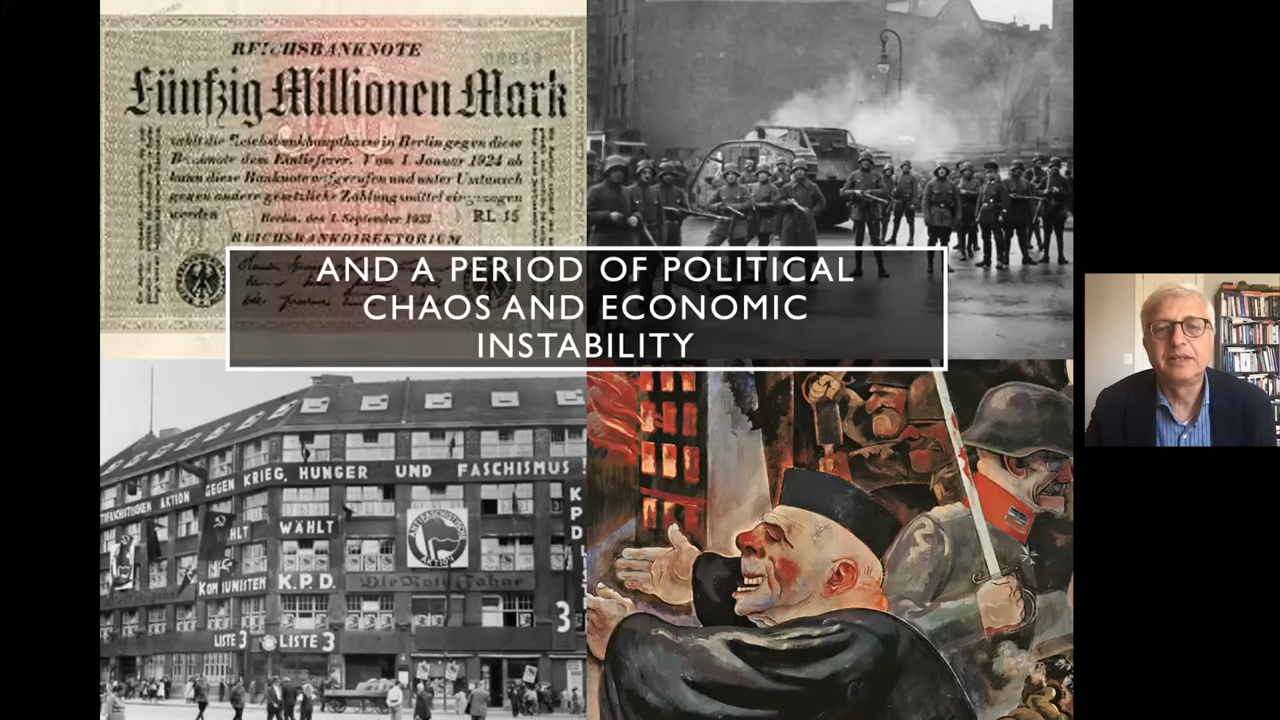 REICHSBANKNOTE
Fünfzig Millionen Mark
zahlt die Reichsbankhauptkasse in Berlin gegen diese
Banknote dem Einlieferer. Vom 1. Januar 1924 ab
kann diese Banknote aufgerufen und unter Umtausch
gegen andere gesetzliche Zahlungsmittel eingezogen
werden
Berlin, den 1. September 1923
RL 15
REICHSBANKDIREKTORIUM
AND A PERIOD OF POLITICAL
CHAOS AND ECONOMIC
INSTABILITY
GEGEN KRIEG, HUNGER UND FASCHISMUS!
AKTION
WÄHLT
ANTIFASCHISTISCHE
AKTION
KOMMUNISTEN K.P.D.
Die Rote Fahne
KPD
LISTE 3 LISTE 3
3